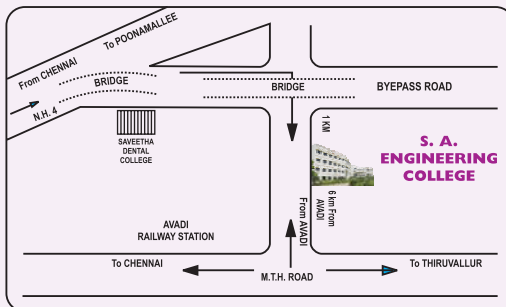 To POONAMALLEE
From CHENNAI
BRIDGE
N.H. 4
BRIDGE
BYEPASS ROAD
SAVEETHA
DENTAL
COLLEGE
1 KM
S. A.
ENGINEERING
COLLEGE
6 km From
AVADI
From AVADI
AVADI
RAILWAY STATION
To CHENNAI
M.T.H. ROAD
To THIRUVALLUR